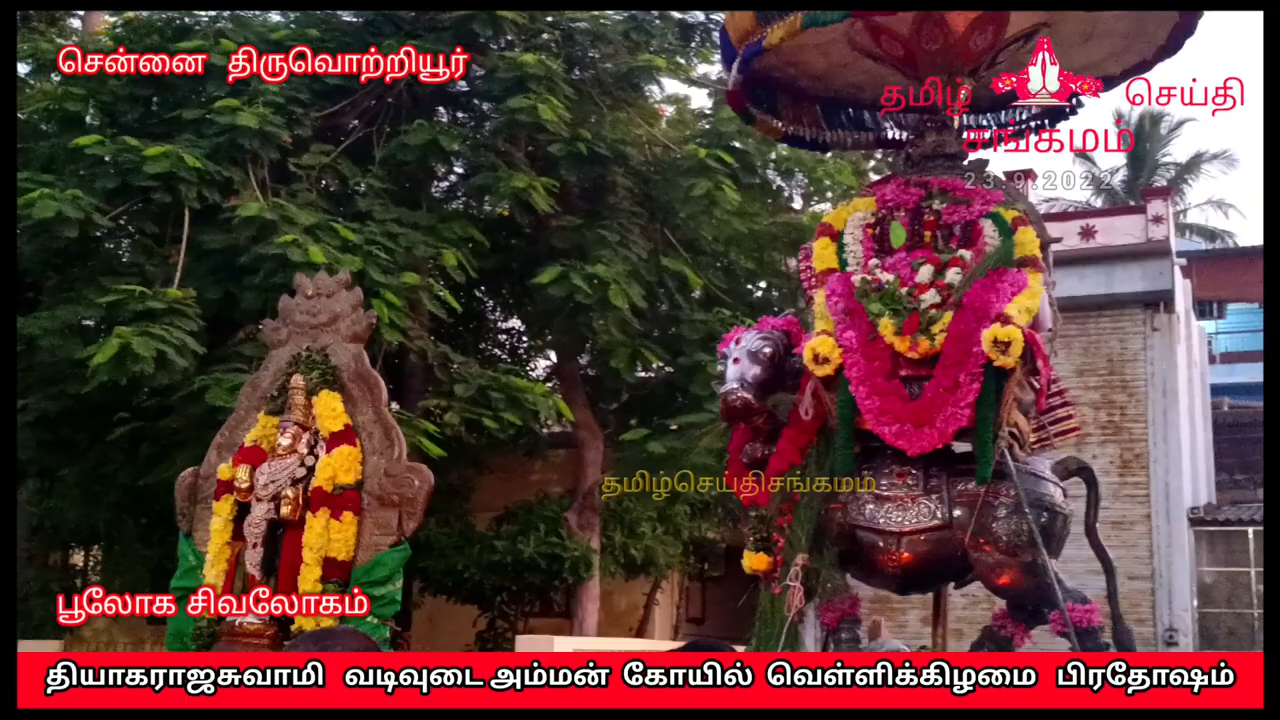 சென்னை திருவொற்றியூர்
தமிழ் செய்தி
சங்கமம்
23.9.2022
தமிழ்செய்திசங்கமம்
பூலோக சிவலோகம்
தியாகராஜசுவாமி வடிவுடை அம்மன் கோயில் வெள்ளிக்கிழமை பிரதோஷம்